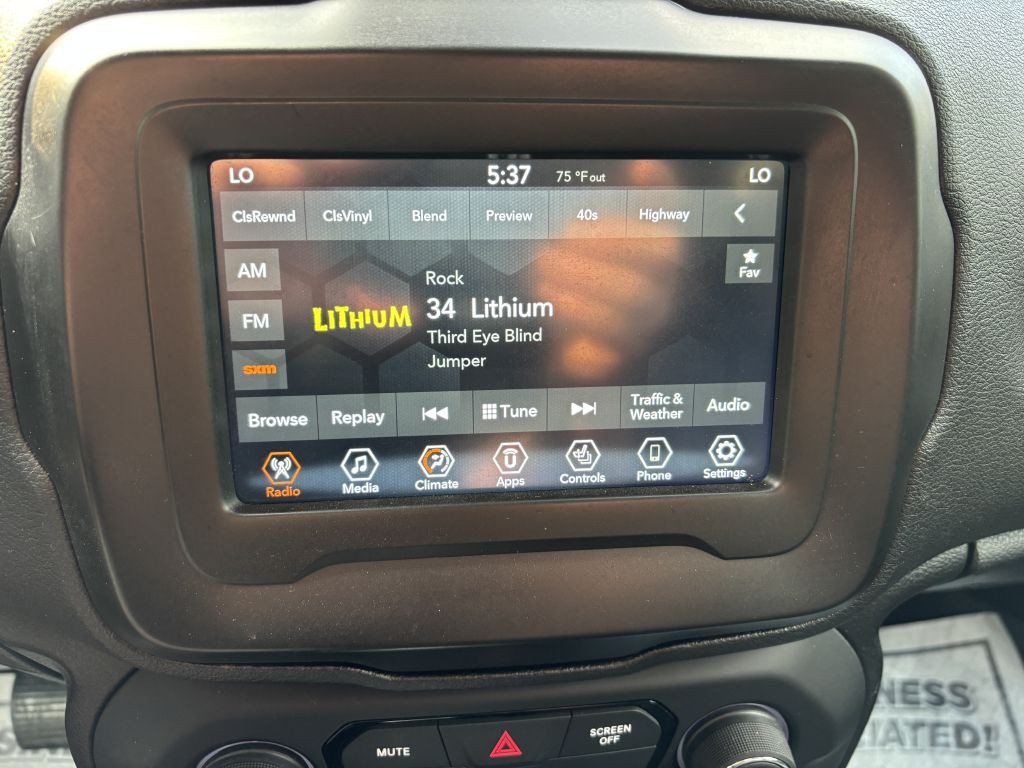 LO 5:37 75 °F out LO
ClsRewnd ClsVinyl Blend Preview 40s Highway
AM
Fav
FM
sxm
LITHIUM
Rock
34 Lithium
Third Eye Blind
Jumper
Browse Replay Tune Traffic & Weather Audio
Radio Media Climate Apps Controls Phone Settings
MUTE
SCREEN
OFF
NESS
IATED!